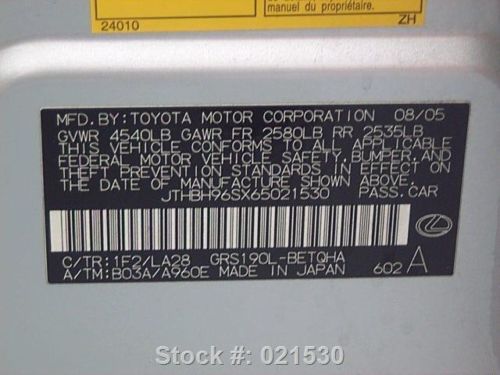 manuel du propriétaire.
24010
ZH
MFD. BY: TOYOTA MOTOR CORPORATION 08/05
GVWR 4540LB GAWR FR 2580LB RR 2535LB
THIS VEHICLE CONFORMS TO ALL APPLICABLE
FEDERAL MOTOR VEHICLE SAFETY, BUMPER, AND
THEFT PREVENTION STANDARDS IN EFFECT ON
THE DATE OF MANUFACTURE SHOWN ABOVE.
JTHBH96SX65021530 PASS. CAR
C/TR: 1F2/LA28 GRS190L-BETQHA
A/TM: B03A/A960E MADE IN JAPAN 602 A
Stock #: 021530